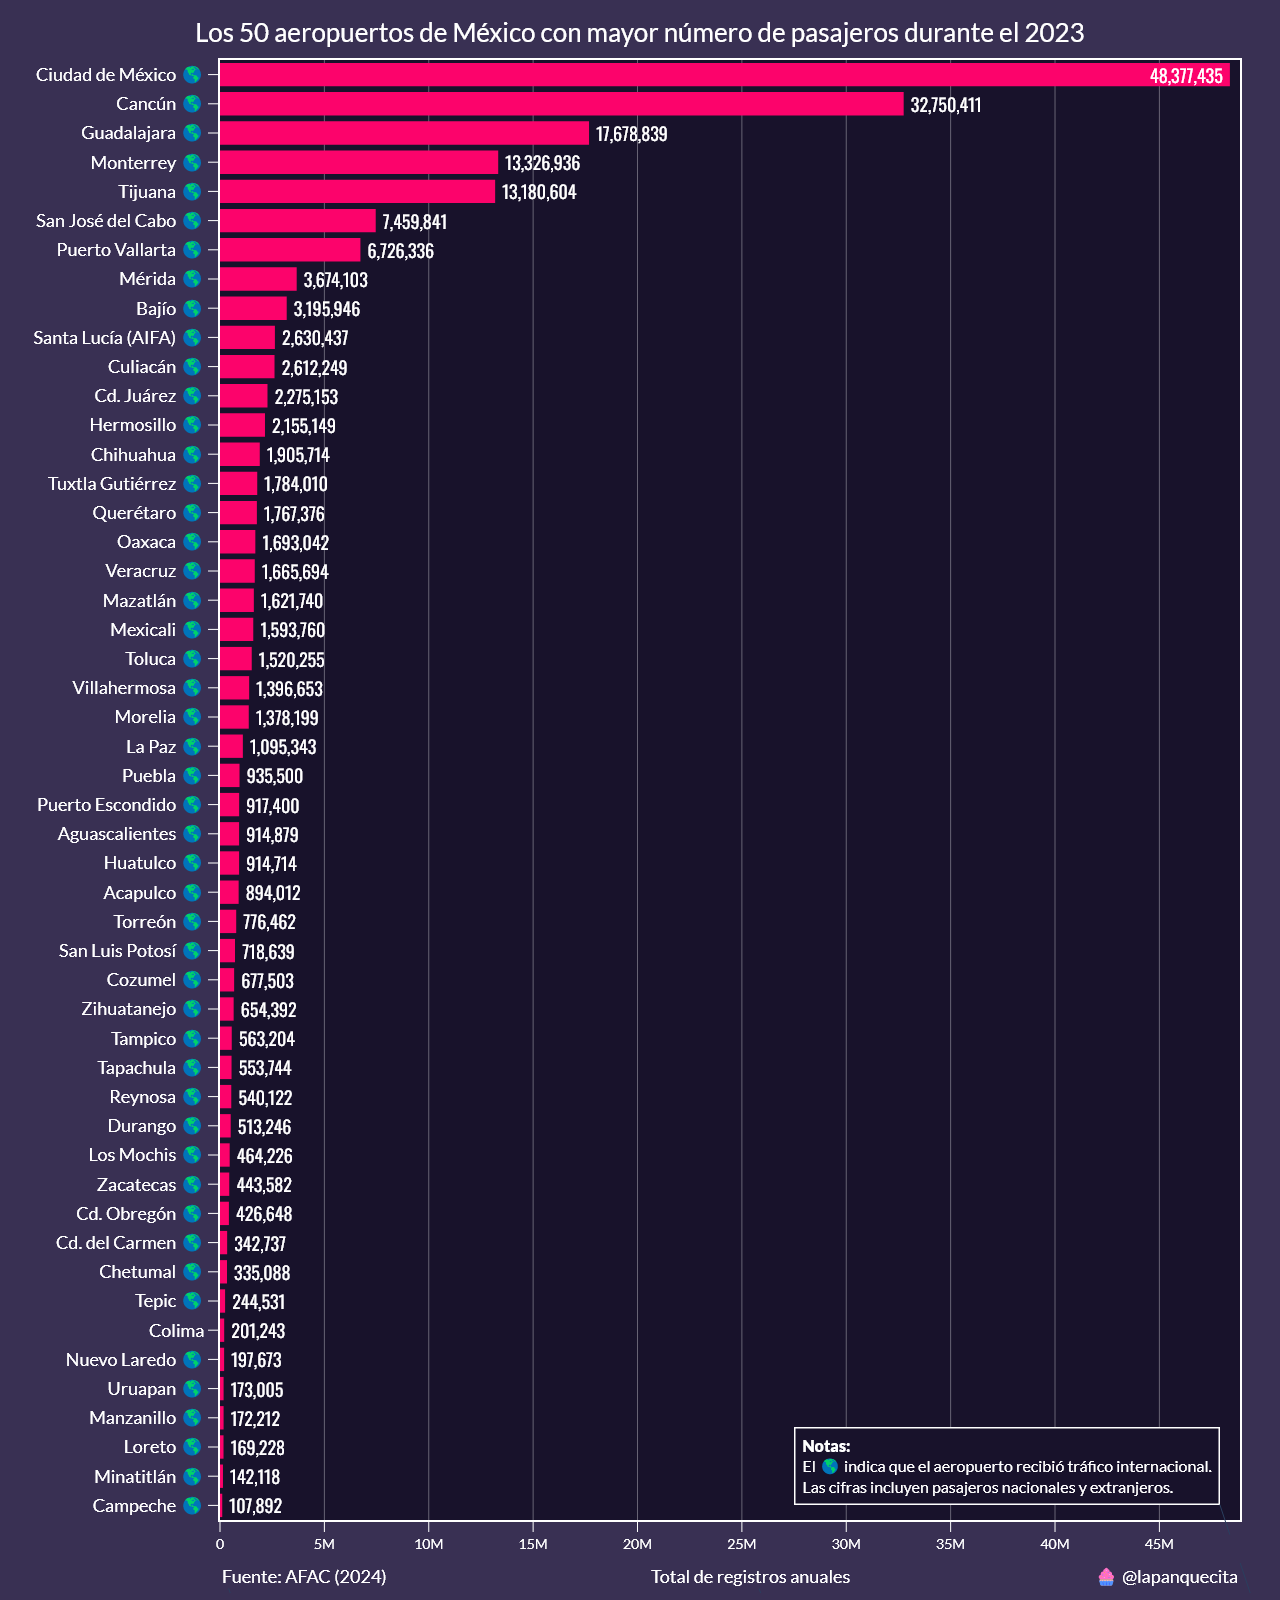 Los 50 aeropuertos de México con mayor número de pasajeros durante el 2023
Ciudad de México 🌎 48,377,435
Cancún 🌎 32,750,411
Guadalajara 🌎 17,678,839
Monterrey 🌎 13,326,936
Tijuana 🌎 13,180,604
San José del Cabo 🌎 7,459,841
Puerto Vallarta 🌎 6,726,336
Mérida 🌎 3,674,103
Bajío 🌎 3,195,946
Santa Lucía (AIFA) 🌎 2,630,437
Culiacán 🌎 2,612,249
Cd. Juárez 🌎 2,275,153
Hermosillo 🌎 2,155,149
Chihuahua 🌎 1,905,714
Tuxtla Gutiérrez 🌎 1,784,010
Querétaro 🌎 1,767,376
Oaxaca 🌎 1,693,042
Veracruz 🌎 1,665,694
Mazatlán 🌎 1,621,740
Mexicali 🌎 1,593,760
Toluca 🌎 1,520,255
Villahermosa 🌎 1,396,653
Morelia 🌎 1,378,199
La Paz 🌎 1,095,343
Puebla 🌎 935,500
Puerto Escondido 🌎 917,400
Aguascalientes 🌎 914,879
Huatulco 🌎 914,714
Acapulco 🌎 894,012
Torreón 🌎 776,462
San Luis Potosí 🌎 718,639
Cozumel 🌎 677,503
Zihuatanejo 🌎 654,392
Tampico 🌎 563,204
Tapachula 🌎 553,744
Reynosa 🌎 540,122
Durango 🌎 513,246
Los Mochis 🌎 464,226
Zacatecas 🌎 443,582
Cd. Obregón 🌎 426,648
Cd. del Carmen 🌎 342,737
Chetumal 🌎 335,088
Tepic 🌎 244,531
Colima 201,243
Nuevo Laredo 🌎 197,673
Uruapan 🌎 173,005
Manzanillo 🌎 172,212
Loreto 🌎 169,228
Minatitlán 🌎 142,118
Campeche 🌎 107,892
Notas:
El 🌎 indica que el aeropuerto recibió tráfico internacional.
Las cifras incluyen pasajeros nacionales y extranjeros.
0 5M 10M 15M 20M 25M 30M 35M 40M 45M
Fuente: AFAC (2024) Total de registros anuales 🧁 @lapanquecita